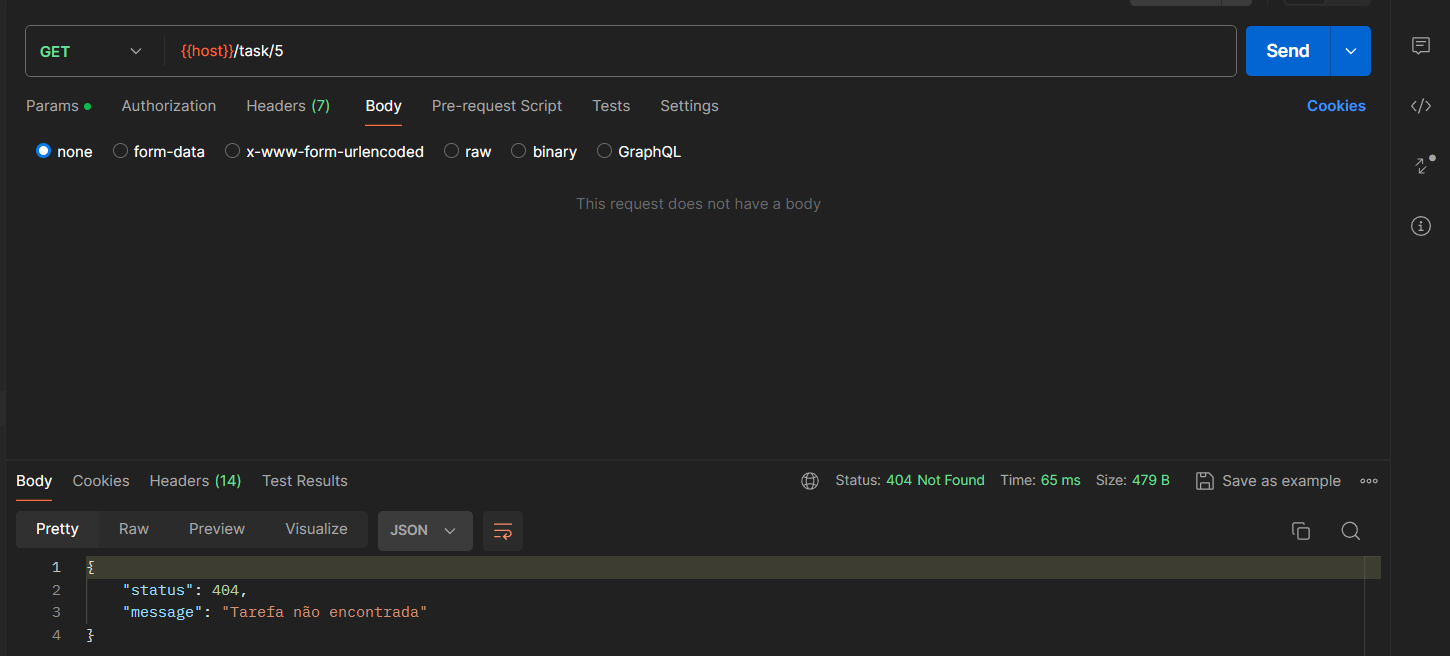 GET {{host}}/task/5 Send
Params Authorization Headers (7) Body Pre-request Script Tests Settings Cookies
none form-data x-www-form-urlencoded raw binary GraphQL
This request does not have a body
Body Cookies Headers (14) Test Results Status: 404 Not Found Time: 65 ms Size: 479 B Save as example
Pretty Raw Preview Visualize JSON
1 {
2 "status": 404,
3 "message": "Tarefa não encontrada"
4 }